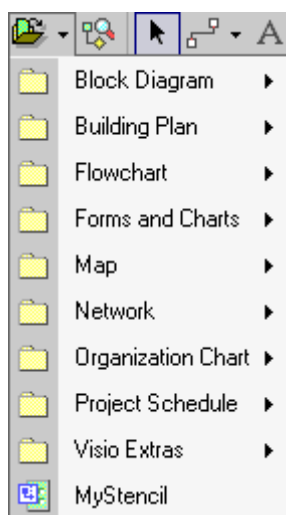 A
Block Diagram
Building Plan
Flowchart
Forms and Charts
Map
Network
Organization Chart
Project Schedule
Visio Extras
MyStencil